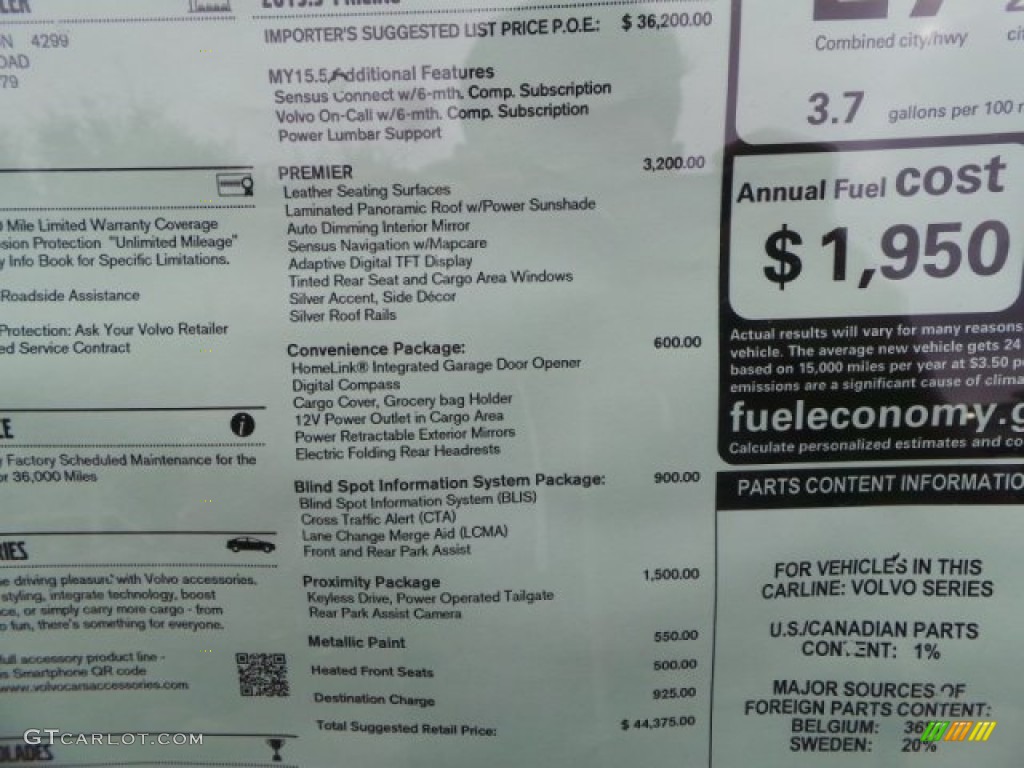 4299
79
Mile Limited Warranty Coverage
Protection "Unlimited Mileage"
Info Book for Specific Limitations.
Roadside Assistance
Protection: Ask Your Volvo Retailer
Service Contract
Factory Scheduled Maintenance for the
36,000 Miles
driving pleasure with Volvo accessories,
styling, integrate technology, boost
or simply carry more cargo - from
fun, there's something for everyone.
full accessory product line -
Smartphone QR code
www.volvocarsaccessories.com
2015.5
IMPORTER'S SUGGESTED LIST PRICE P.O.E: $ 36,200.00
MY15.5 Additional Features
Sensus Connect w/6-mth. Comp. Subscription
Volvo On-Call w/6-mth. Comp. Subscription
Power Lumbar Support
PREMIER 3,200.00
Leather Seating Surfaces
Laminated Panoramic Roof w/Power Sunshade
Auto Dimming Interior Mirror
Sensus Navigation w/Mapcare
Adaptive Digital TFT Display
Tinted Rear Seat and Cargo Area Windows
Silver Accent, Side Décor
Silver Roof Rails
Convenience Package: 600.00
HomeLink® Integrated Garage Door Opener
Digital Compass
Cargo Cover, Grocery bag Holder
12V Power Outlet in Cargo Area
Power Retractable Exterior Mirrors
Electric Folding Rear Headrests
Blind Spot Information System Package: 900.00
Blind Spot Information System (BLIS)
Cross Traffic Alert (CTA)
Lane Change Merge Aid (LCMA)
Front and Rear Park Assist
Proximity Package 1,500.00
Keyless Drive, Power Operated Tailgate
Rear Park Assist Camera
Metallic Paint 550.00
Heated Front Seats 500.00
Destination Charge 925.00
Total Suggested Retail Price: $ 44,375.00
Combined city/hwy
3.7 gallons per 100
Annual Fuel cost
$1,950
Actual results will vary for many reasons
vehicle. The average new vehicle gets 24
based on 15,000 miles per year at $3.50
emissions are a significant cause of
fueleconomy.g
Calculate personalized estimates and
PARTS CONTENT INFORMATIO
FOR VEHICLES IN THIS
CARLINE: VOLVO SERIES
U.S./CANADIAN PARTS
CONTENT: 1%
MAJOR SOURCES OF
FOREIGN PARTS CONTENT:
BELGIUM: 36
SWEDEN: 20%
GTcarlot.com